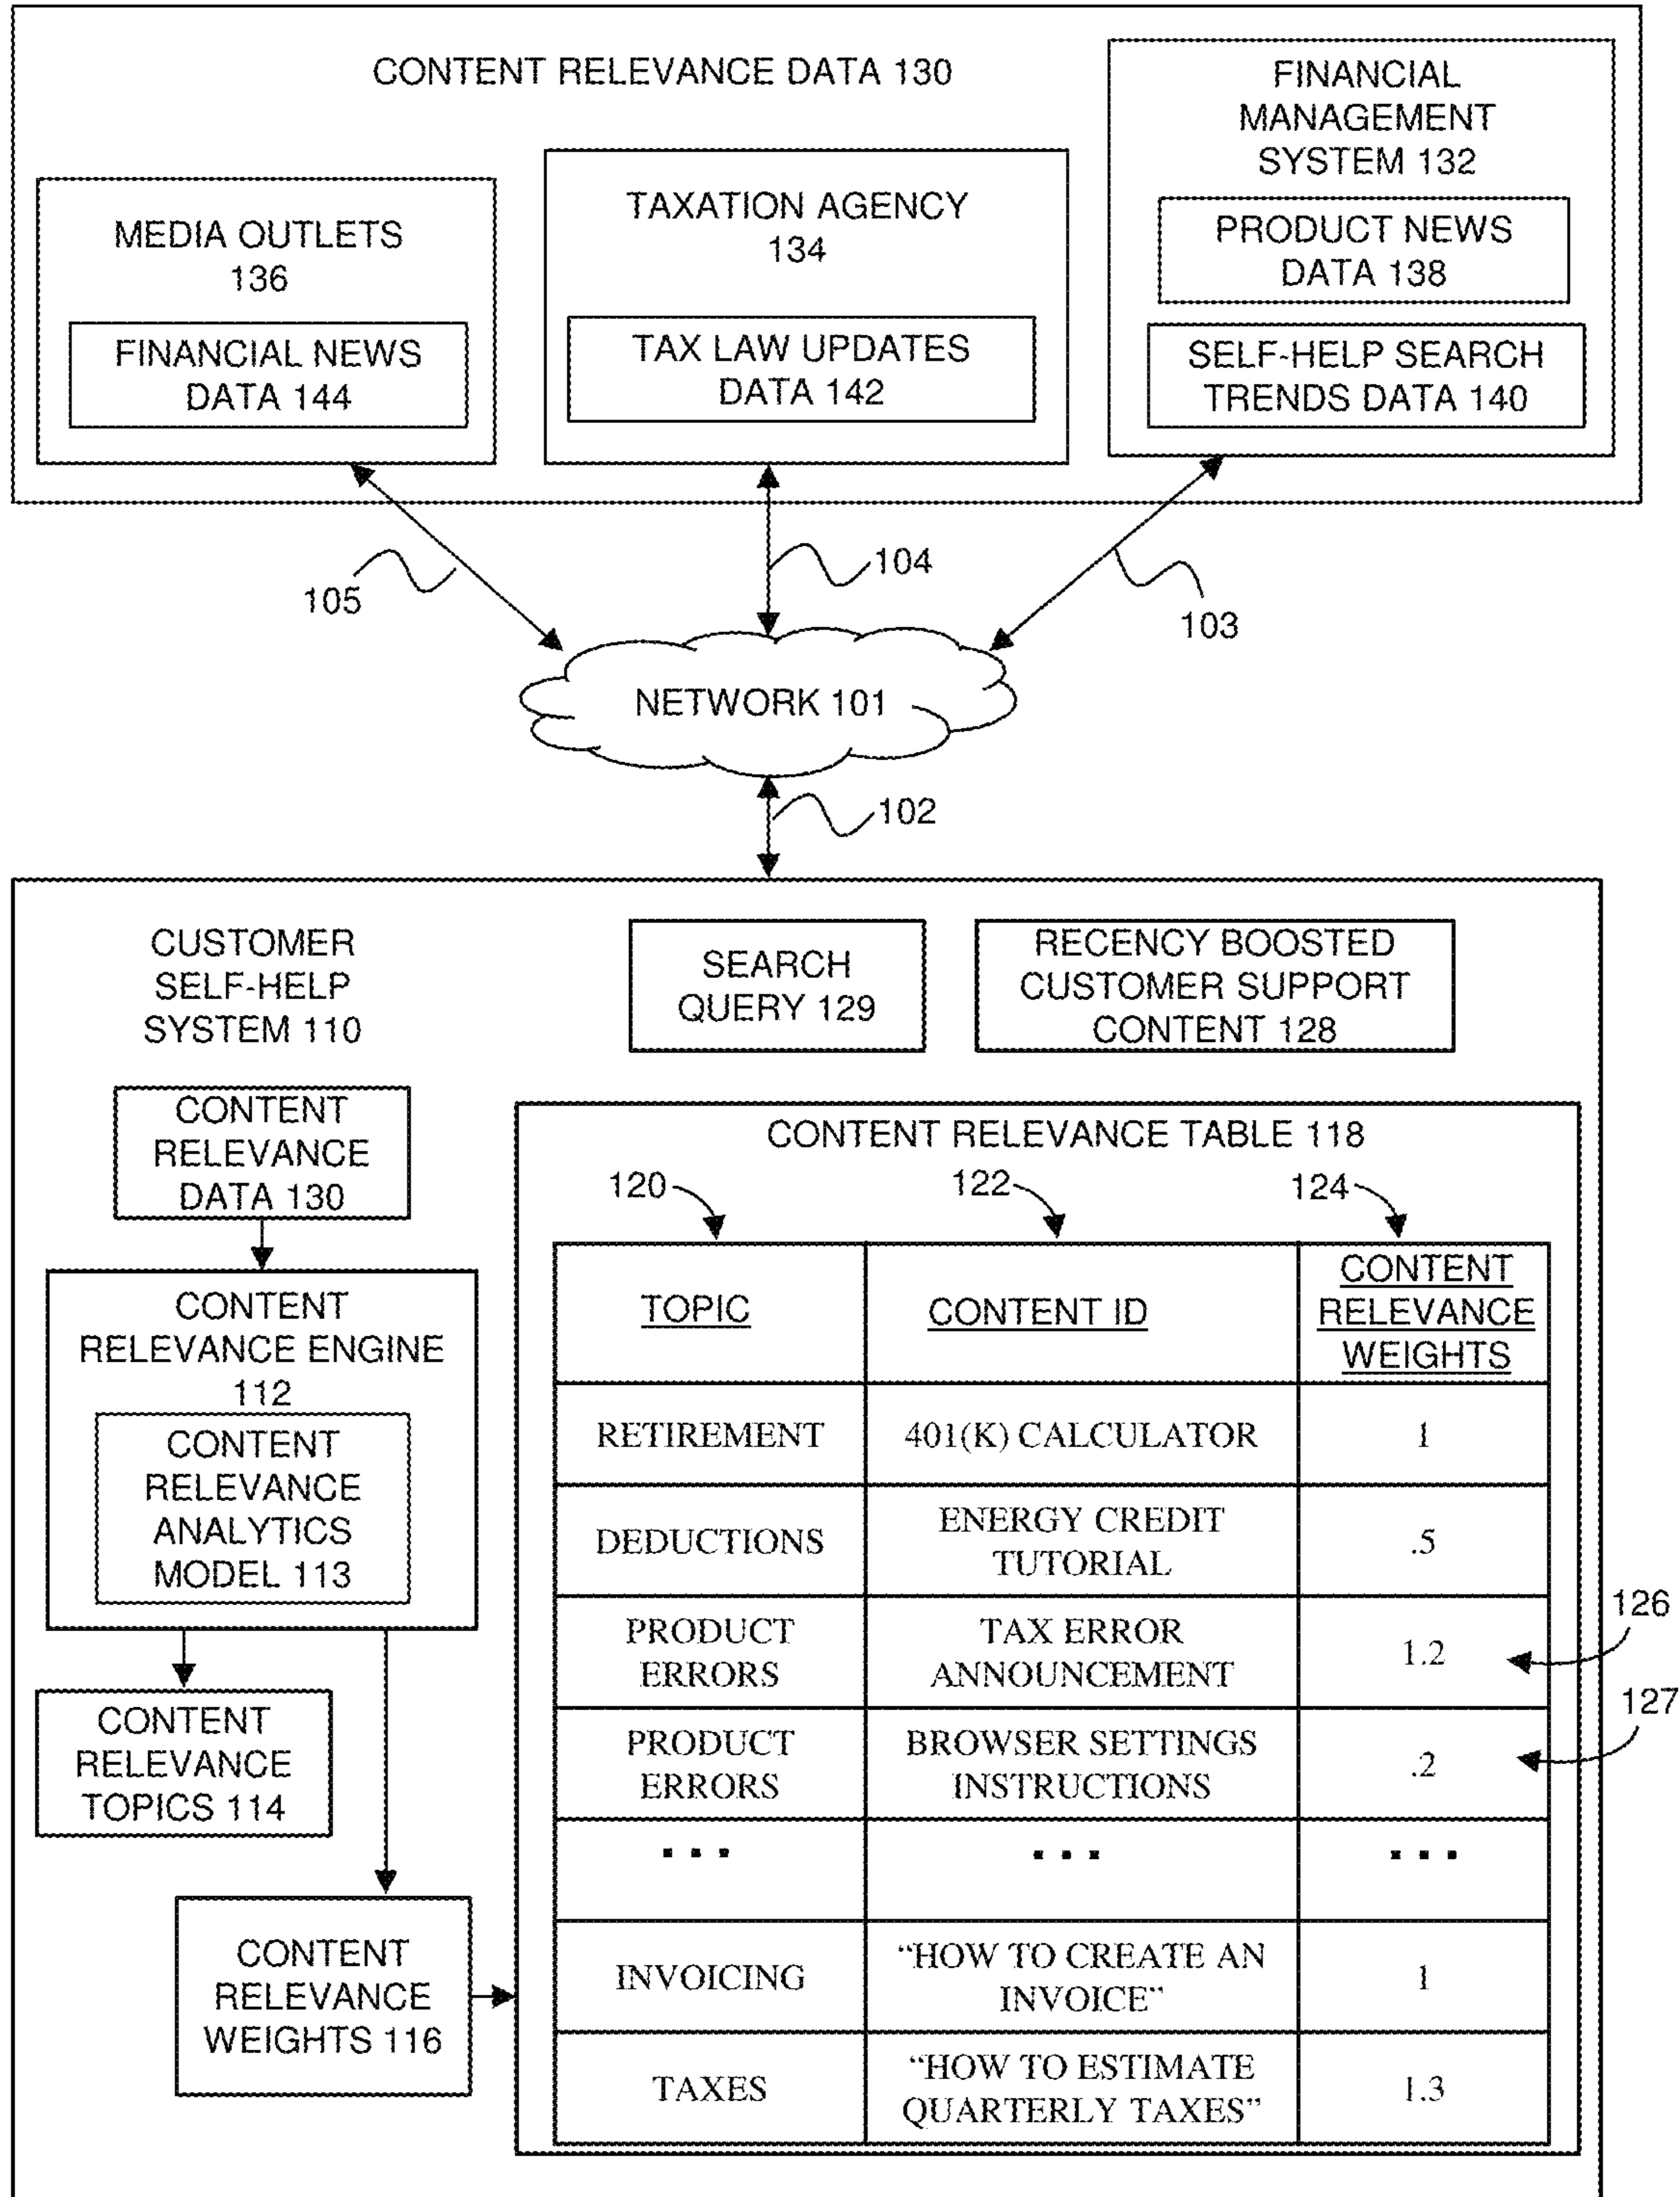 CONTENT RELEVANCE DATA 130
MEDIA OUTLETS
136
FINANCIAL NEWS
DATA 144
TAXATION AGENCY
134
TAX LAW UPDATES
DATA 142
FINANCIAL
MANAGEMENT
SYSTEM 132
PRODUCT NEWS
DATA 138
SELF-HELP SEARCH
TRENDS DATA 140
105
104
103
NETWORK 101
102
CUSTOMER
SELF-HELP
SYSTEM 110
SEARCH
QUERY 129
RECENCY BOOSTED
CUSTOMER SUPPORT
CONTENT 128
CONTENT
RELEVANCE
DATA 130
CONTENT
RELEVANCE ENGINE
112
CONTENT
RELEVANCE
ANALYTICS
MODEL 113
CONTENT
RELEVANCE
TOPICS 114
CONTENT
RELEVANCE
WEIGHTS 116
CONTENT RELEVANCE TABLE 118
120
122
124
TOPIC
CONTENT ID
CONTENT
RELEVANCE
WEIGHTS
RETIREMENT
401(K) CALCULATOR
1
DEDUCTIONS
ENERGY CREDIT
TUTORIAL
.5
PRODUCT
ERRORS
TAX ERROR
ANNOUNCEMENT
1.2
126
PRODUCT
ERRORS
BROWSER SETTINGS
INSTRUCTIONS
.2
127
... ... ...
INVOICING
“HOW TO CREATE AN
INVOICE”
1
TAXES
“HOW TO ESTIMATE
QUARTERLY TAXES”
1.3